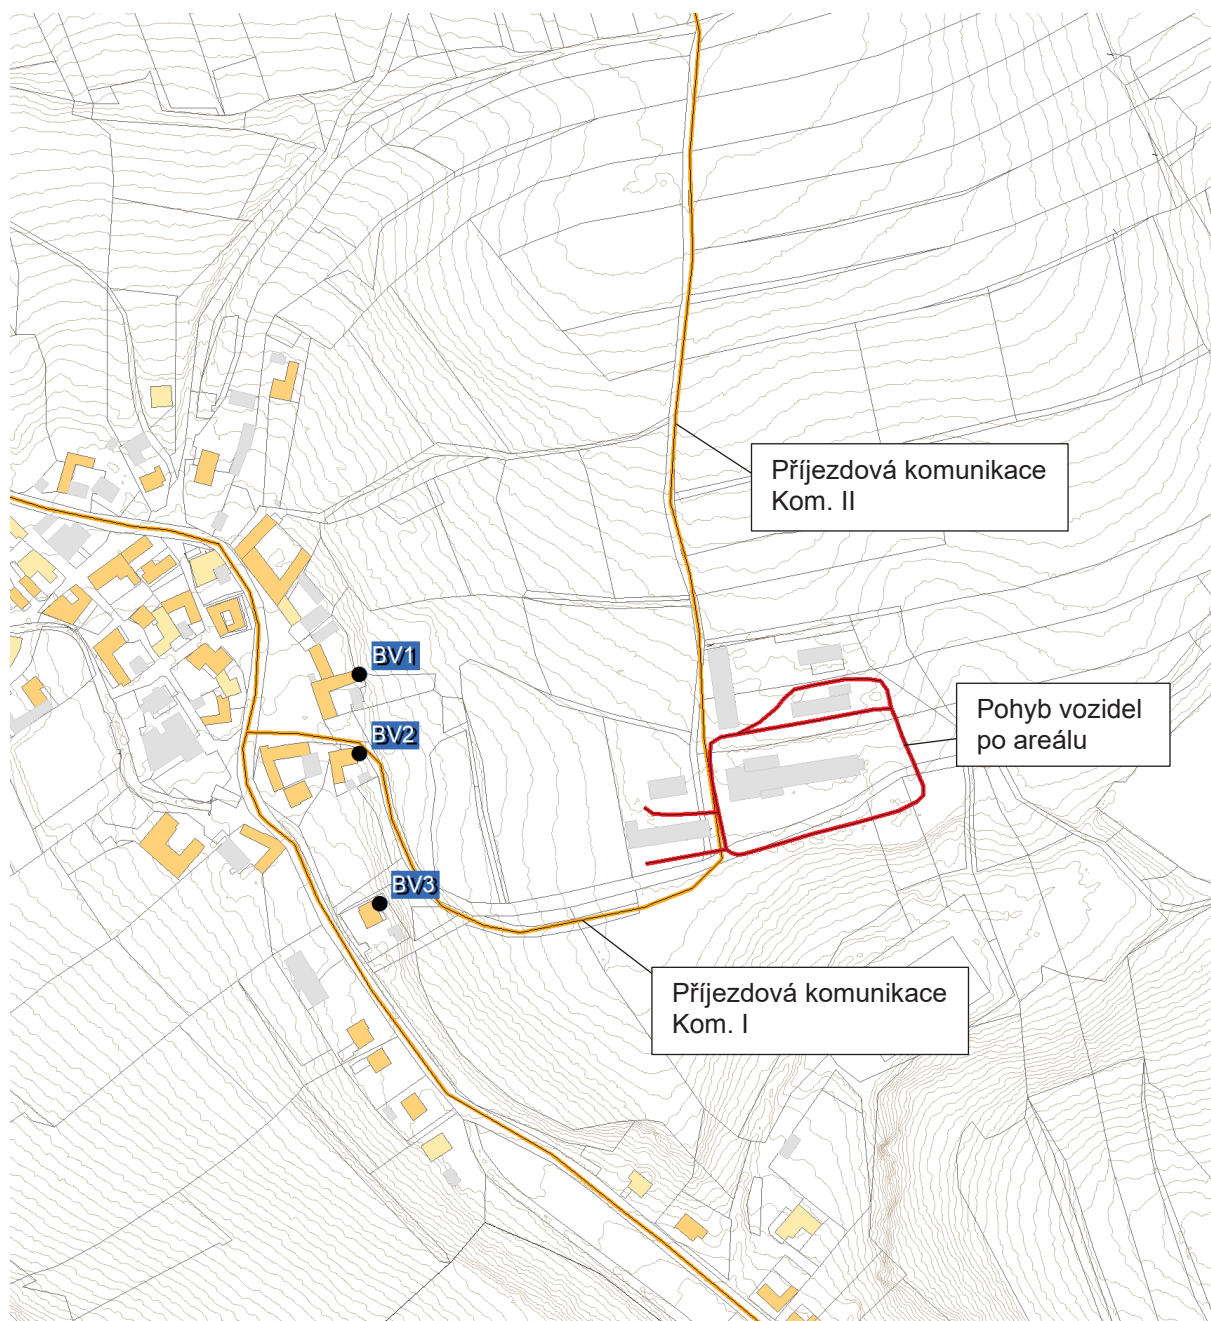 Příjezdová komunikace
Kom. II
BV1
Pohyb vozidel
po areálu
BV2
BV3
Příjezdová komunikace
Kom. I